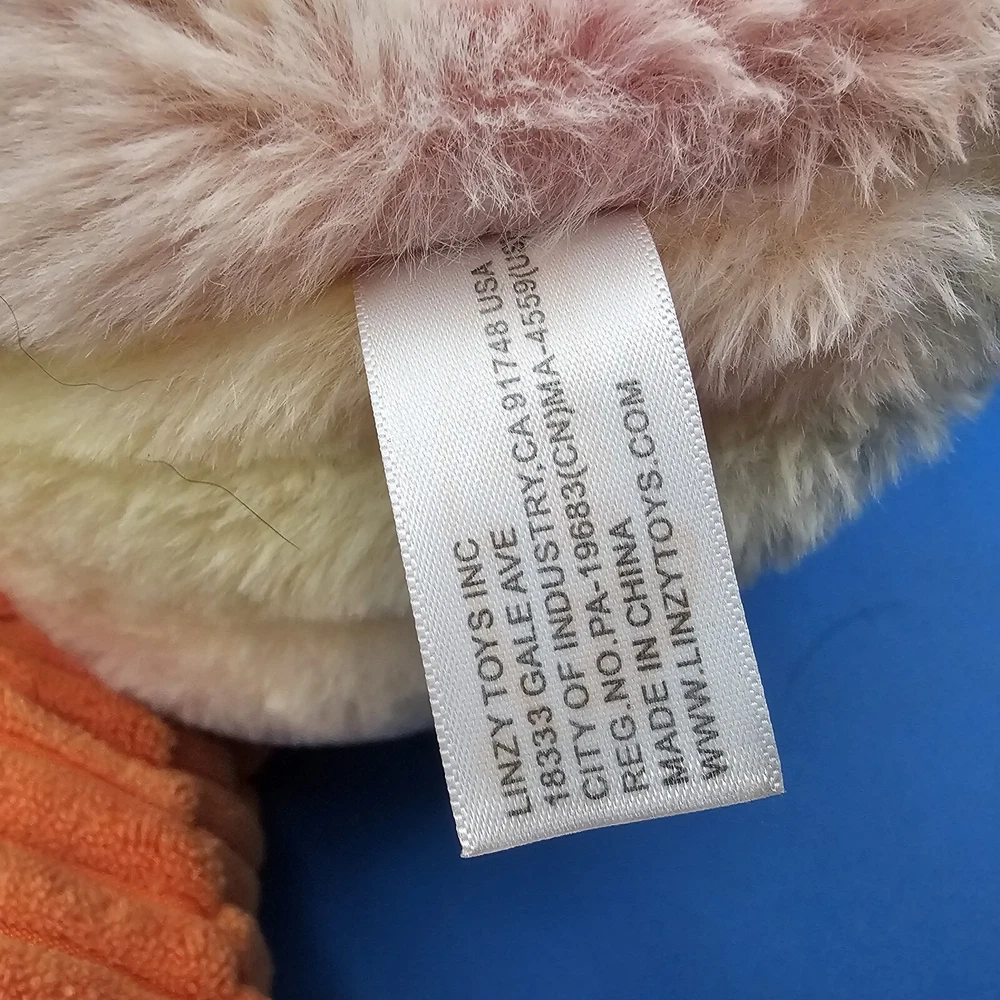 LINZY TOYS INC
18333 GALE AVE
CITY OF INDUSTRY.CA 91748 USA
REG.NO.PA-19683(CN)MA-4559(US
MADE IN CHINA
WWW.LINZYTOYS.COM